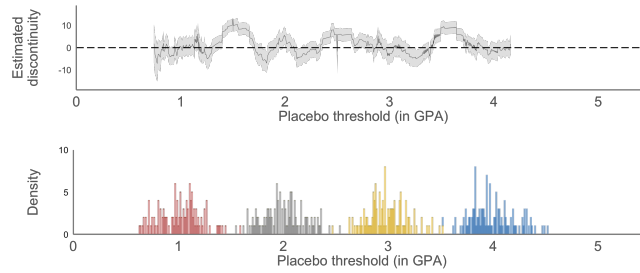 Estimated
discontinuity
10
0
-10
0 1 2 3 4 5
Placebo threshold (in GPA)
Density
10
5
0
0 1 2 3 4 5
Placebo threshold (in GPA)